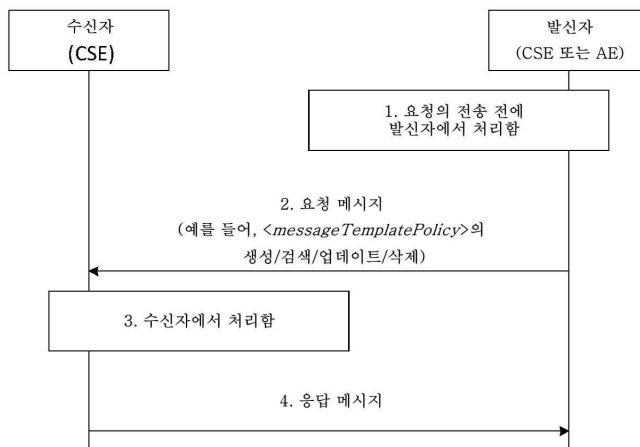 수신자
(CSE)
발신자
(CSE 또는 AE)
1. 요청의 전송 전에
발신자에서 처리함
2. 요청 메시지
(예를 들어, <messageTemplatePolicy>의
생성/검색/업데이트/삭제)
3. 수신자에서 처리함
4. 응답 메시지